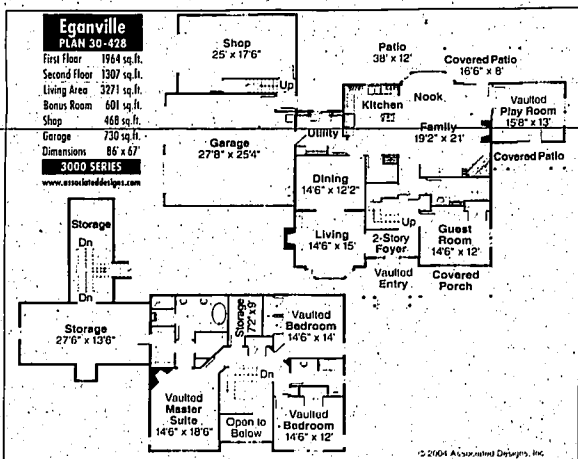 Eganville
PLAN 30-428
First Floor 1964 sq.ft.
Second Floor 1307 sq.ft.
Living Area 3271 sq.ft.
Bonus Room 601 sq.ft.
Shop 468 sq.ft.
Garage 730 sq.ft.
Dimensions 86' x 67'
3000 SERIES
www.associateddesigns.com
Shop
25' x 17'6"
Up
Patio
38' x 12'
Covered Patio
16'6" x 8'
Kitchen
Nook
Vaulted
Play Room
15'8" x 13'
Utility
Family
19'2" x 21'
Garage
27'8" x 25'4"
Covered Patio
Dining
14'6" x 12'2"
Storage
Dn
Dn
Living
14'6" x 15'
Up
2-Story
Foyer
Guest
Room
14'6" x 12'
Vaulted
Entry
Covered
Porch
Storage
27'6" x 13'6"
Storage
7'2" x 9'
Vaulted
Bedroom
14'6" x 14'
Dn
Vaulted
Master
Suite
14'6" x 18'6"
Open to
Below
Vaulted
Bedroom
14'6" x 12'
© 2004 Associated Designs, Inc.